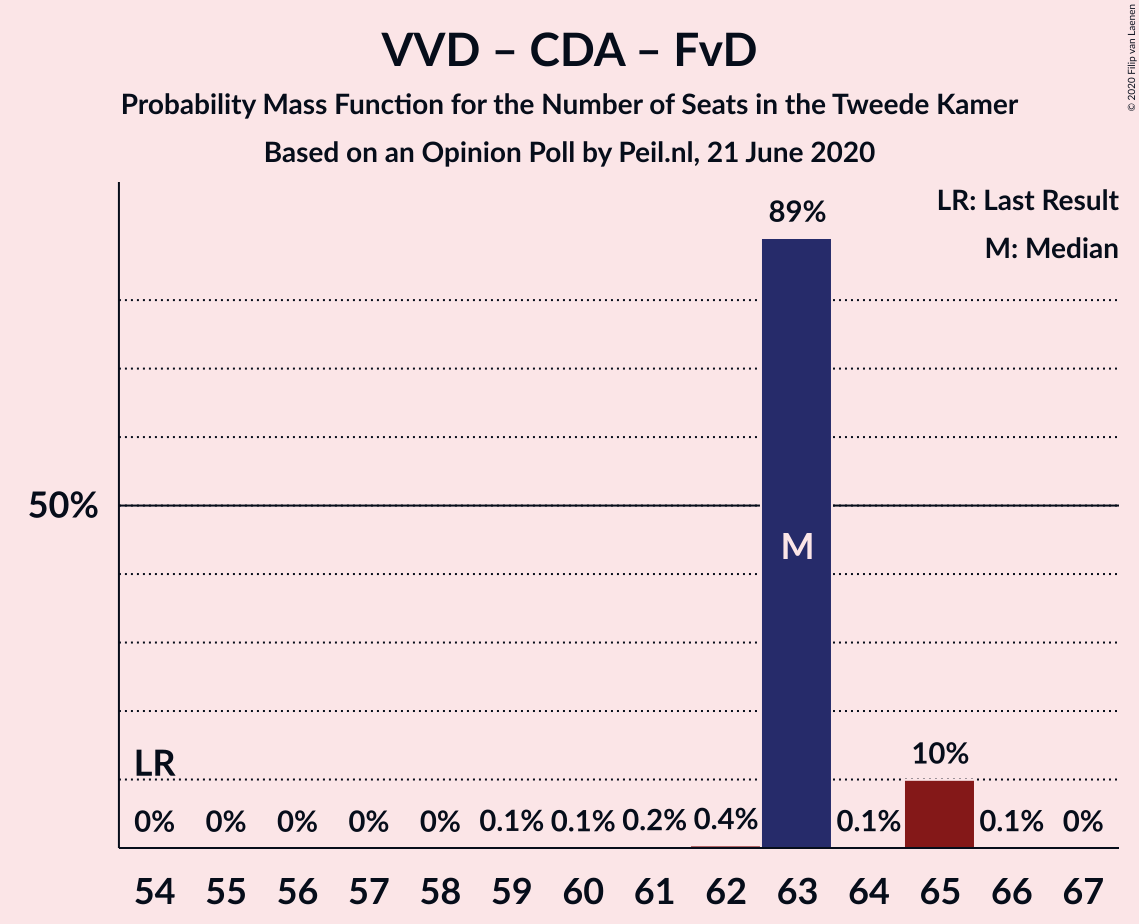 VVD – CDA – FvD
Probability Mass Function for the Number of Seats in the Tweede Kamer
Based on an Opinion Poll by Peil.nl, 21 June 2020
© 2020 Filip van Laenen
LR: Last Result
M: Median
89%
50%
M
LR
10%
0% 0% 0% 0% 0% 0.1% 0.1% 0.2% 0.4% 0.1% 0.1% 0%
54 55 56 57 58 59 60 61 62 63 64 65 66 67